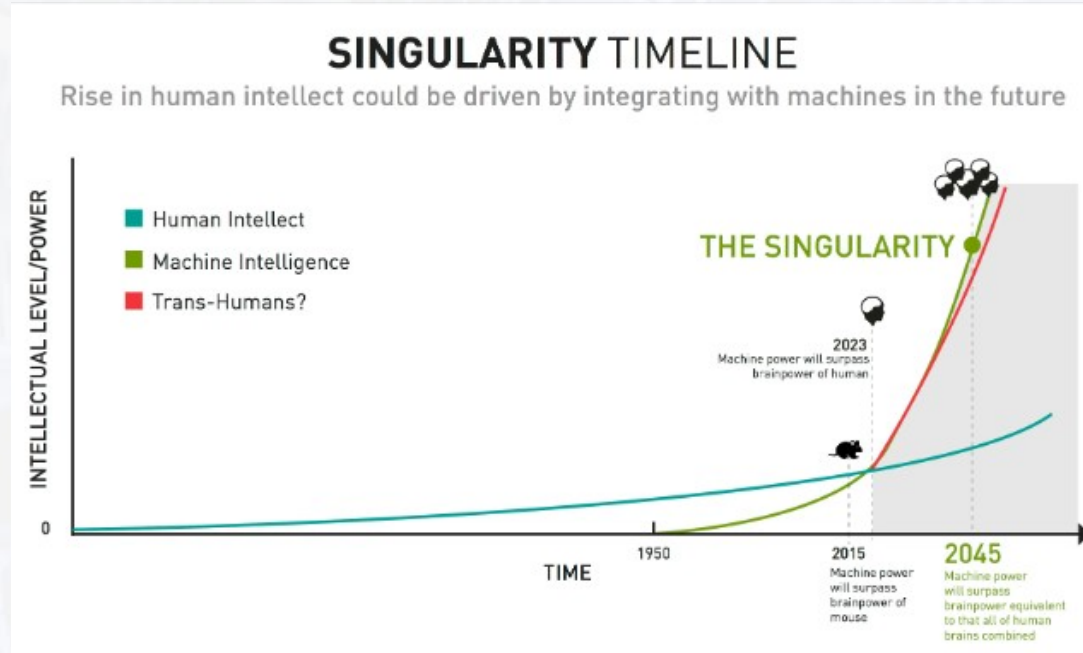 SINGULARITY TIMELINE
Rise in human intellect could be driven by integrating with machines in the future
INTELLECTUAL LEVEL/POWER
Human Intellect
Machine Intelligence
Trans-Humans?
THE SINGULARITY
2023
Machine power will surpass
brainpower of human
0
1950
TIME
2015
Machine power
will surpass
brainpower of
mouse
2045
Machine power
will surpass
brainpower equivalent
to that all of human
brains combined